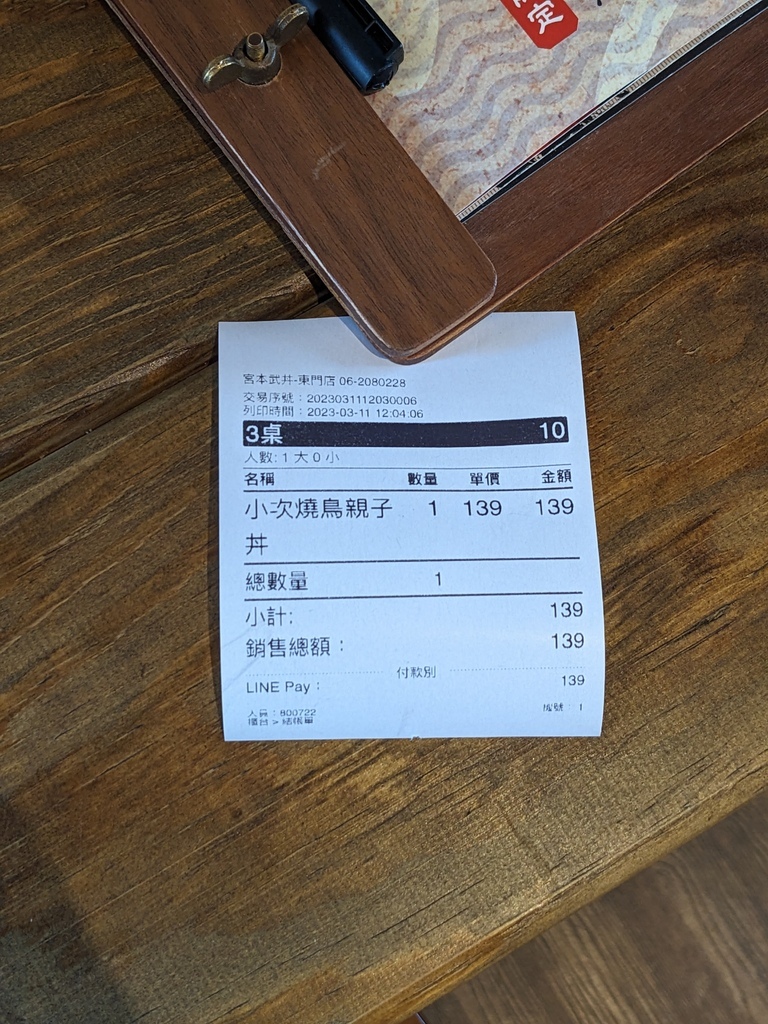 定
宮本武丼-東門店 06-2080228
交易序號：2023031112030006
列印時間：2023-03-11 12:04:06
3桌 10
人數: 1 大 0 小
名稱 數量 單價 金額
小次燒鳥親子 1 139 139
丼
總數量 1
小計: 139
銷售總額： 139
付款別
LINE Pay： 139
人員：800722 機號：1
櫃台 > 結帳單